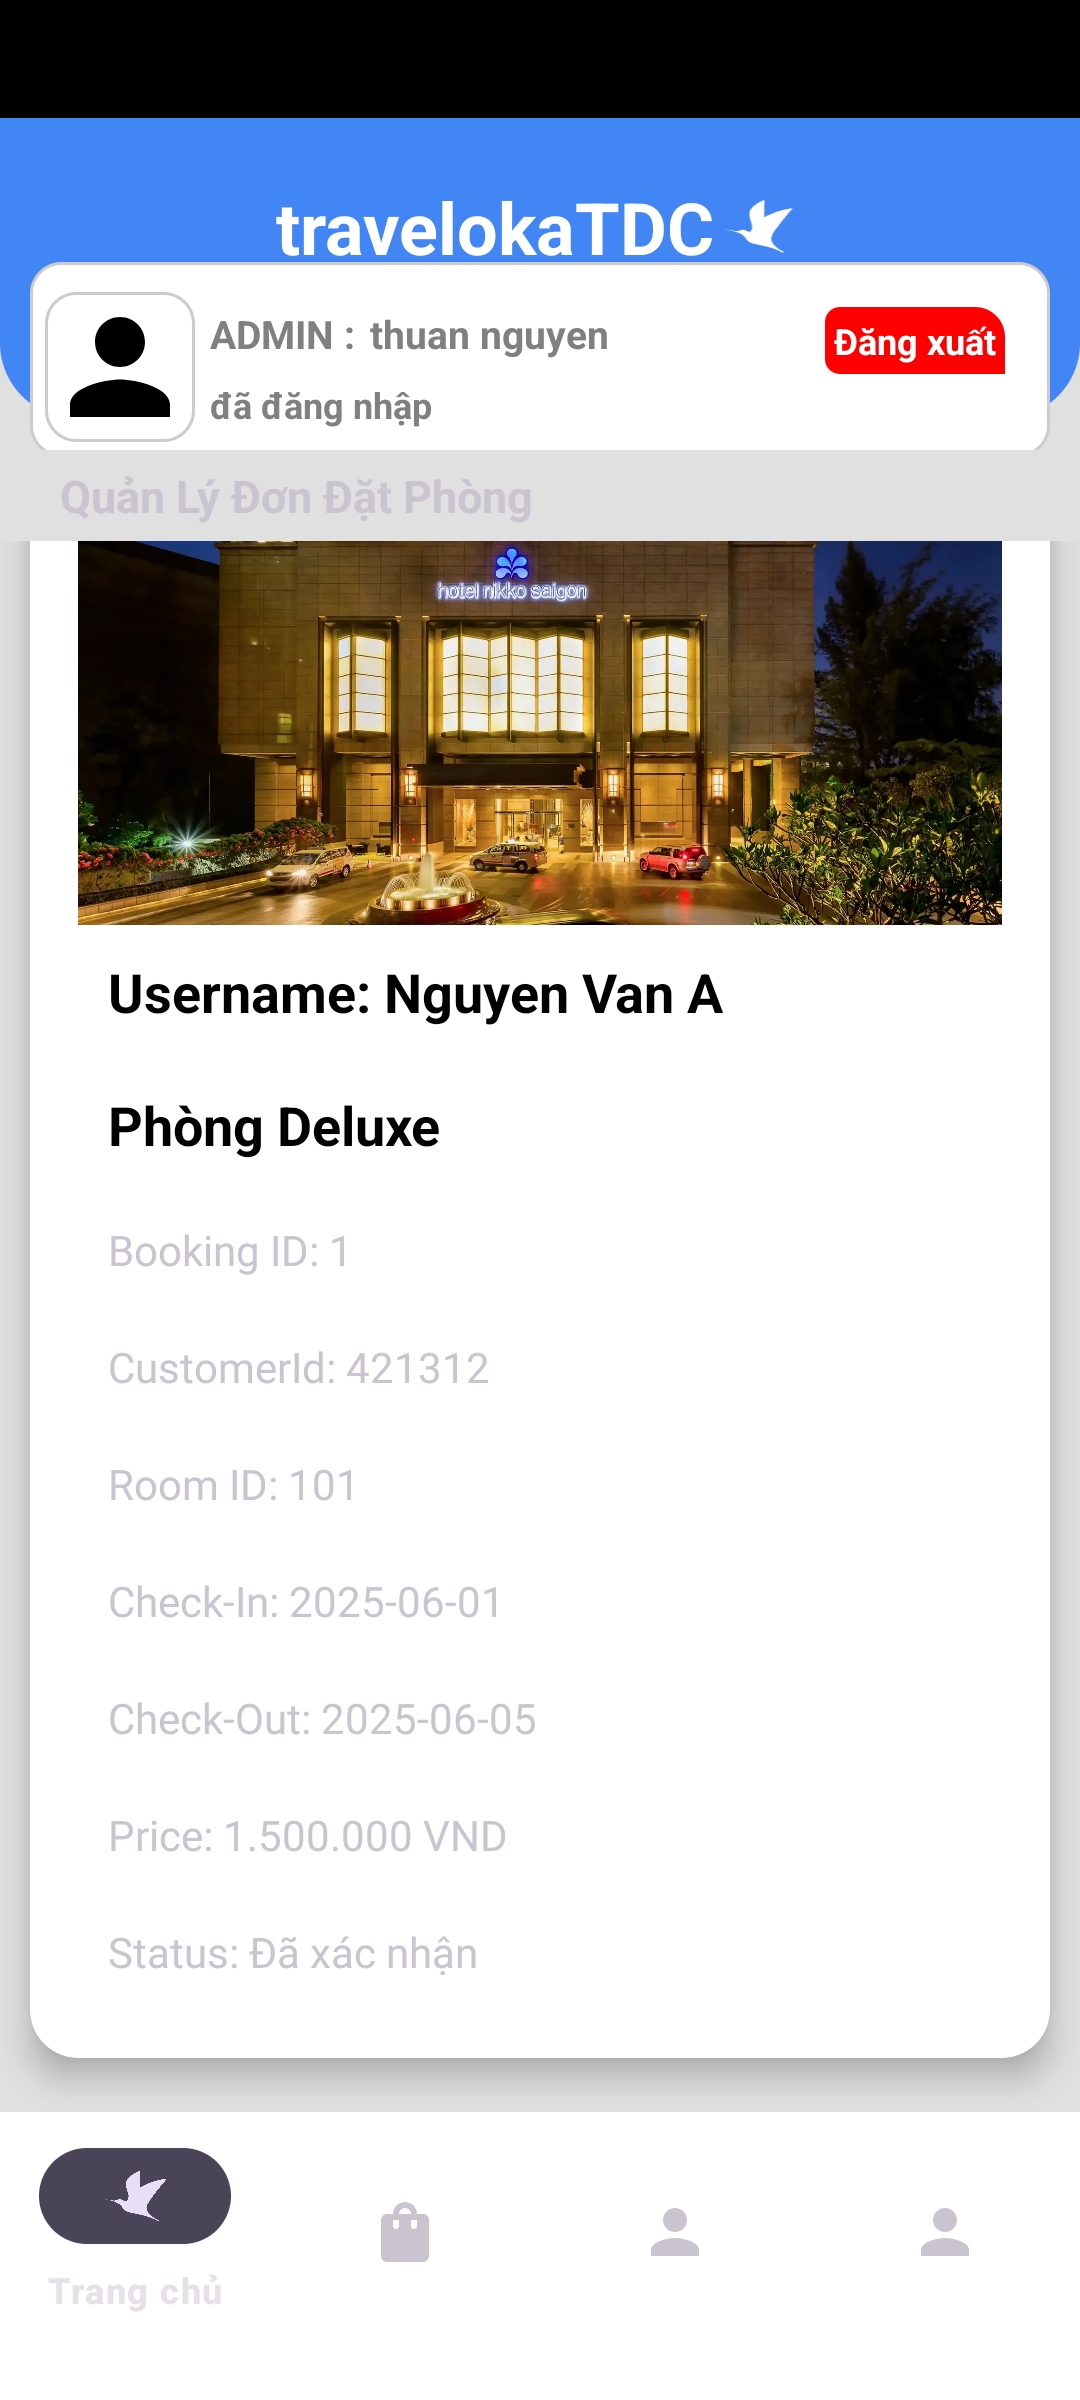 travelokaTDC
ADMIN : thuan nguyen
Đăng xuất
đã đăng nhập
Quản Lý Đơn Đặt Phòng
hotel nikko saigon
Username: Nguyen Van A
Phòng Deluxe
Booking ID: 1
CustomerId: 421312
Room ID: 101
Check-In: 2025-06-01
Check-Out: 2025-06-05
Price: 1.500.000 VND
Status: Đã xác nhận
Trang chủ